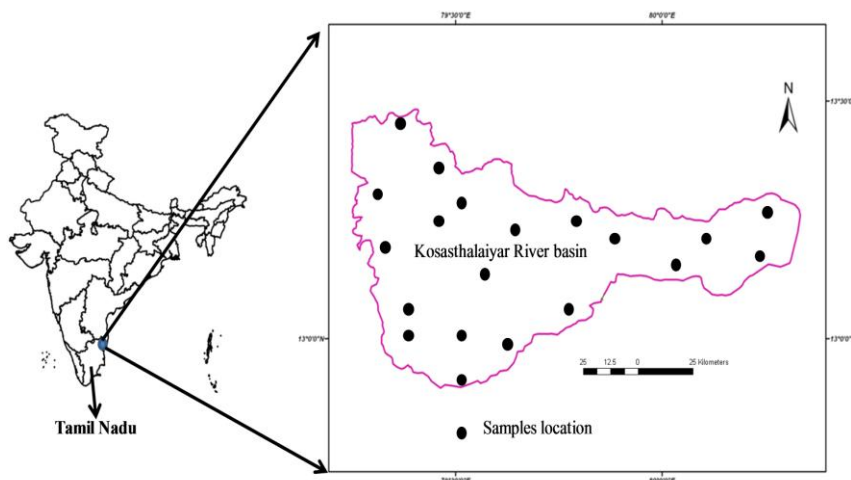 79°30'0"E 80°0'0"E
N
13°30'0"N
Kosasthalaiyar River basin
13°0'0"N 13°0'0"N
25 12.5 0 25 Kilometers
Tamil Nadu
Samples location